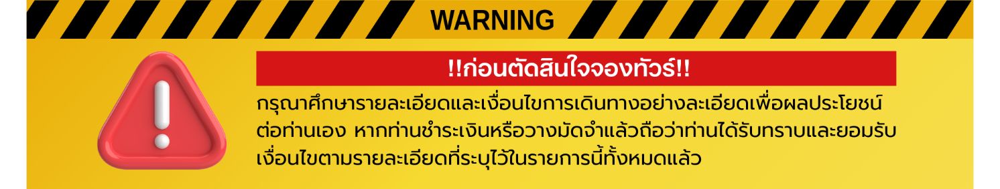 WARNING
!!ก่อนตัดสินใจจองทัวร์!!
กรุณาศึกษารายละเอียดและเงื่อนไขการเดินทางอย่างละเอียดเพื่อผลประโยชน์
ต่อท่านเอง หากท่านชำระเงินหรือวางมัดจำแล้วถือว่าท่านได้รับทราบและยอมรับ
เงื่อนไขตามรายละเอียดที่ระบุไว้ในรายการนี้ทั้งหมดแล้ว